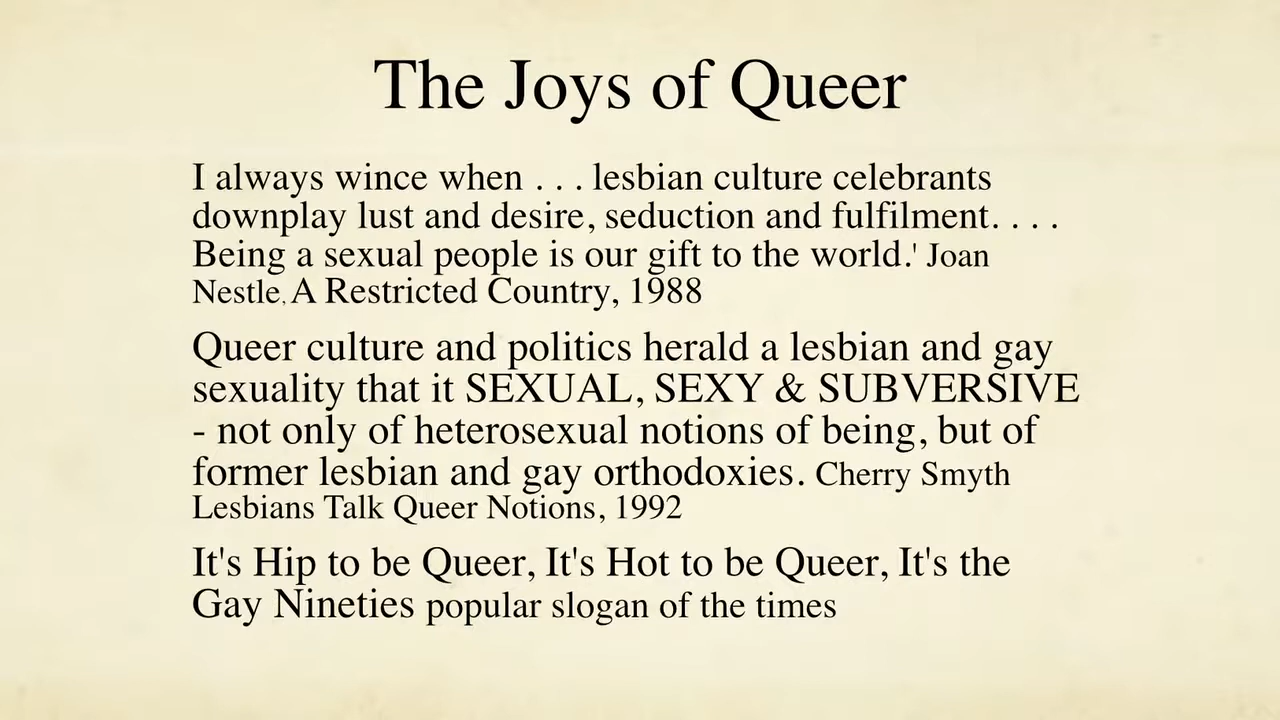 The Joys of Queer
I always wince when . . . lesbian culture celebrants
downplay lust and desire, seduction and fulfilment. . . .
Being a sexual people is our gift to the world.' Joan
Nestle, A Restricted Country, 1988
Queer culture and politics herald a lesbian and gay
sexuality that it SEXUAL, SEXY & SUBVERSIVE
- not only of heterosexual notions of being, but of
former lesbian and gay orthodoxies. Cherry Smyth
Lesbians Talk Queer Notions, 1992
It's Hip to be Queer, It's Hot to be Queer, It's the
Gay Nineties popular slogan of the times